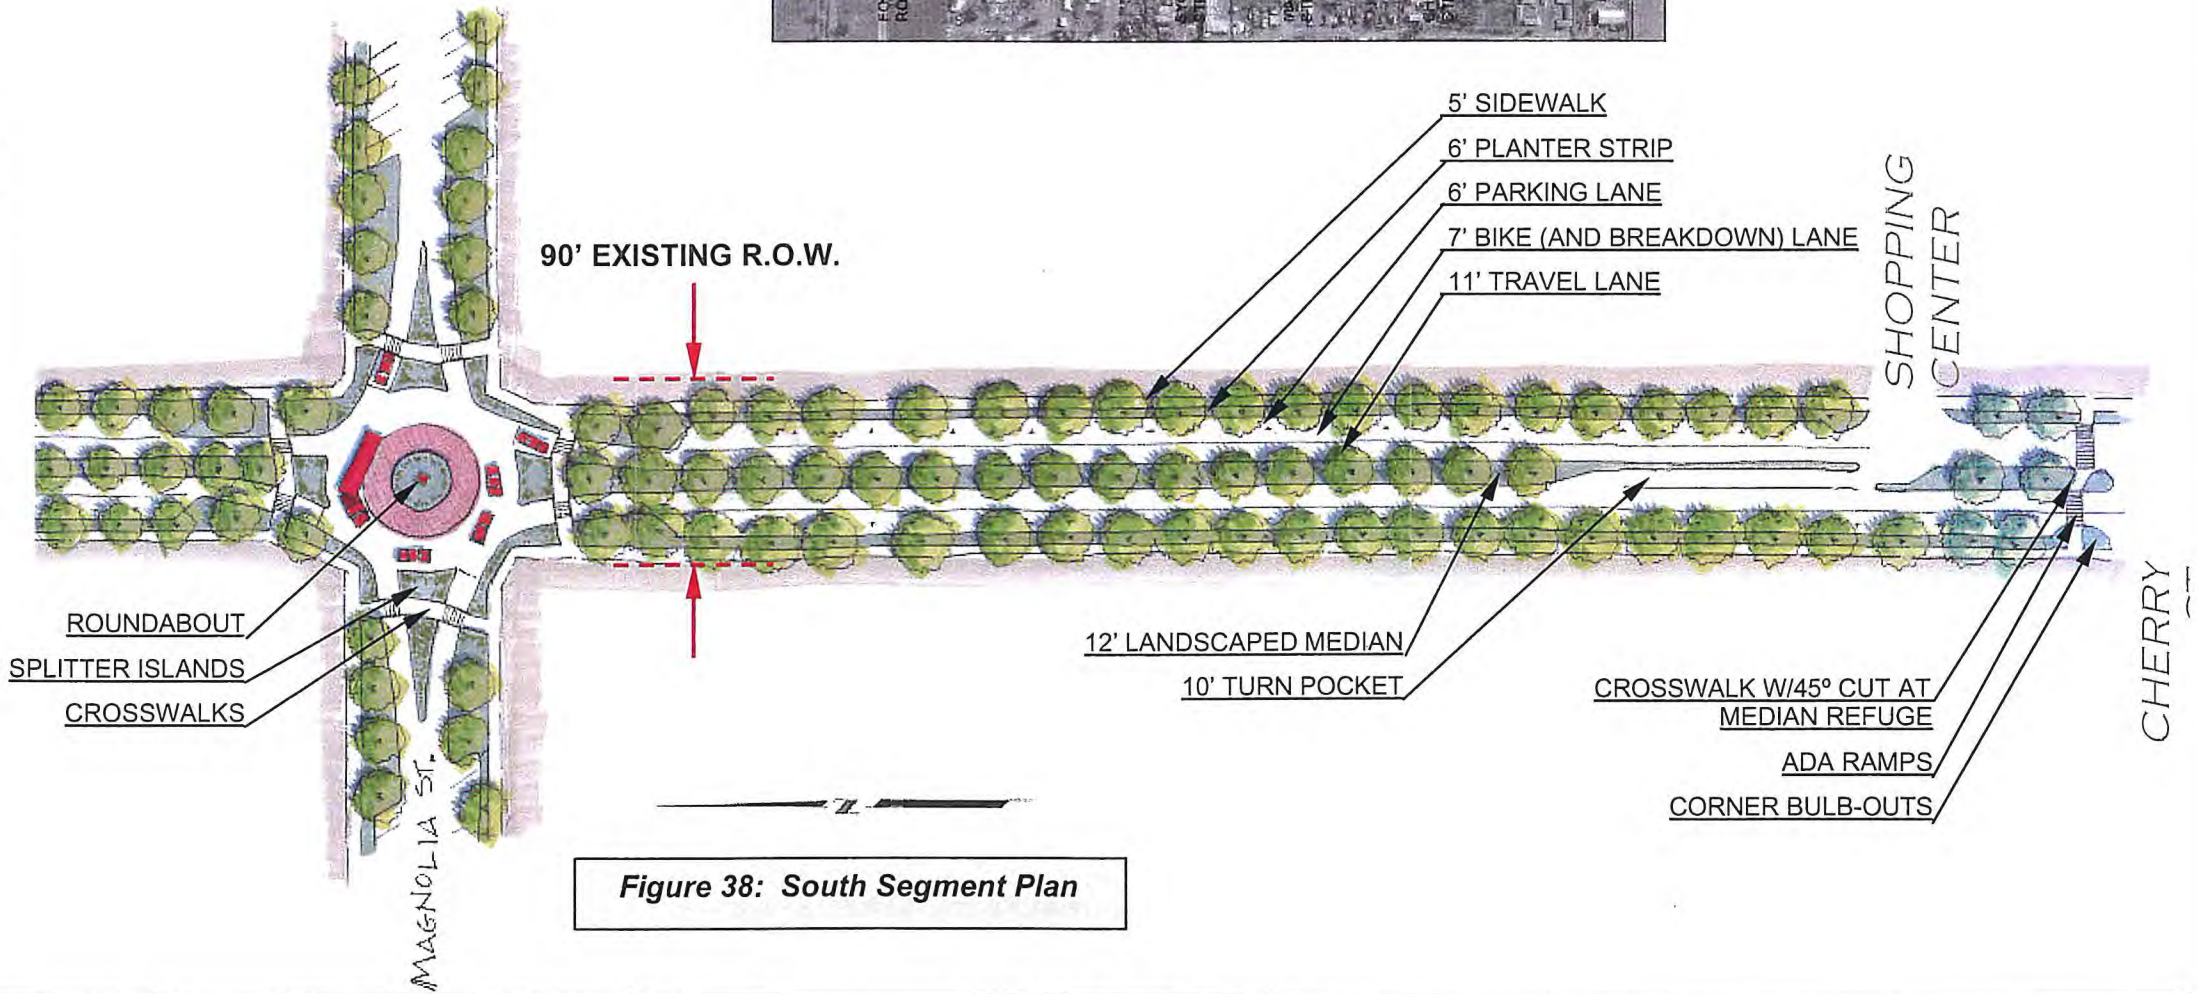 5' SIDEWALK
6' PLANTER STRIP
6' PARKING LANE
7' BIKE (AND BREAKDOWN) LANE
11' TRAVEL LANE
SHOPPING
CENTER
90' EXISTING R.O.W.
ROUNDABOUT
SPLITTER ISLANDS
CROSSWALKS
12' LANDSCAPED MEDIAN
10' TURN POCKET
CROSSWALK W/45º CUT AT
MEDIAN REFUGE
ADA RAMPS
CORNER BULB-OUTS
CHERRY
MAGNOLIA ST.
Z
Figure 38: South Segment Plan